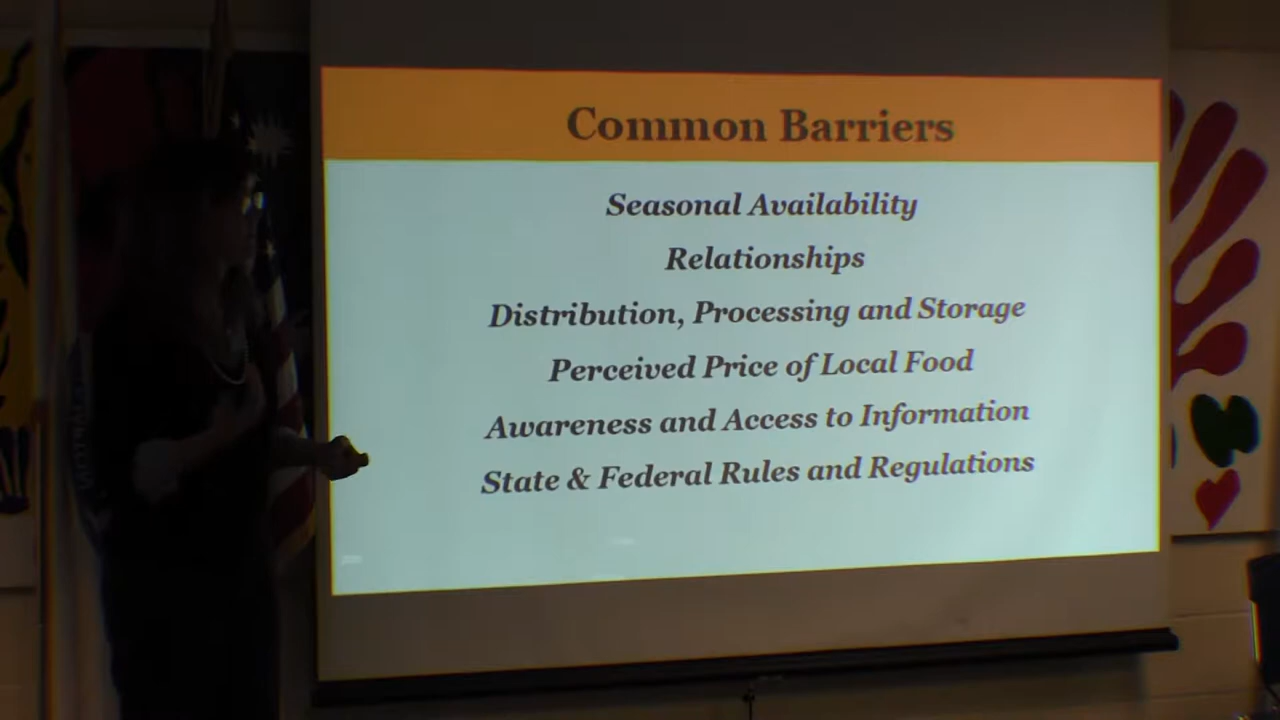 Common Barriers
Seasonal Availability
Relationships
Distribution, Processing and Storage
Perceived Price of Local Food
Awareness and Access to Information
State & Federal Rules and Regulations